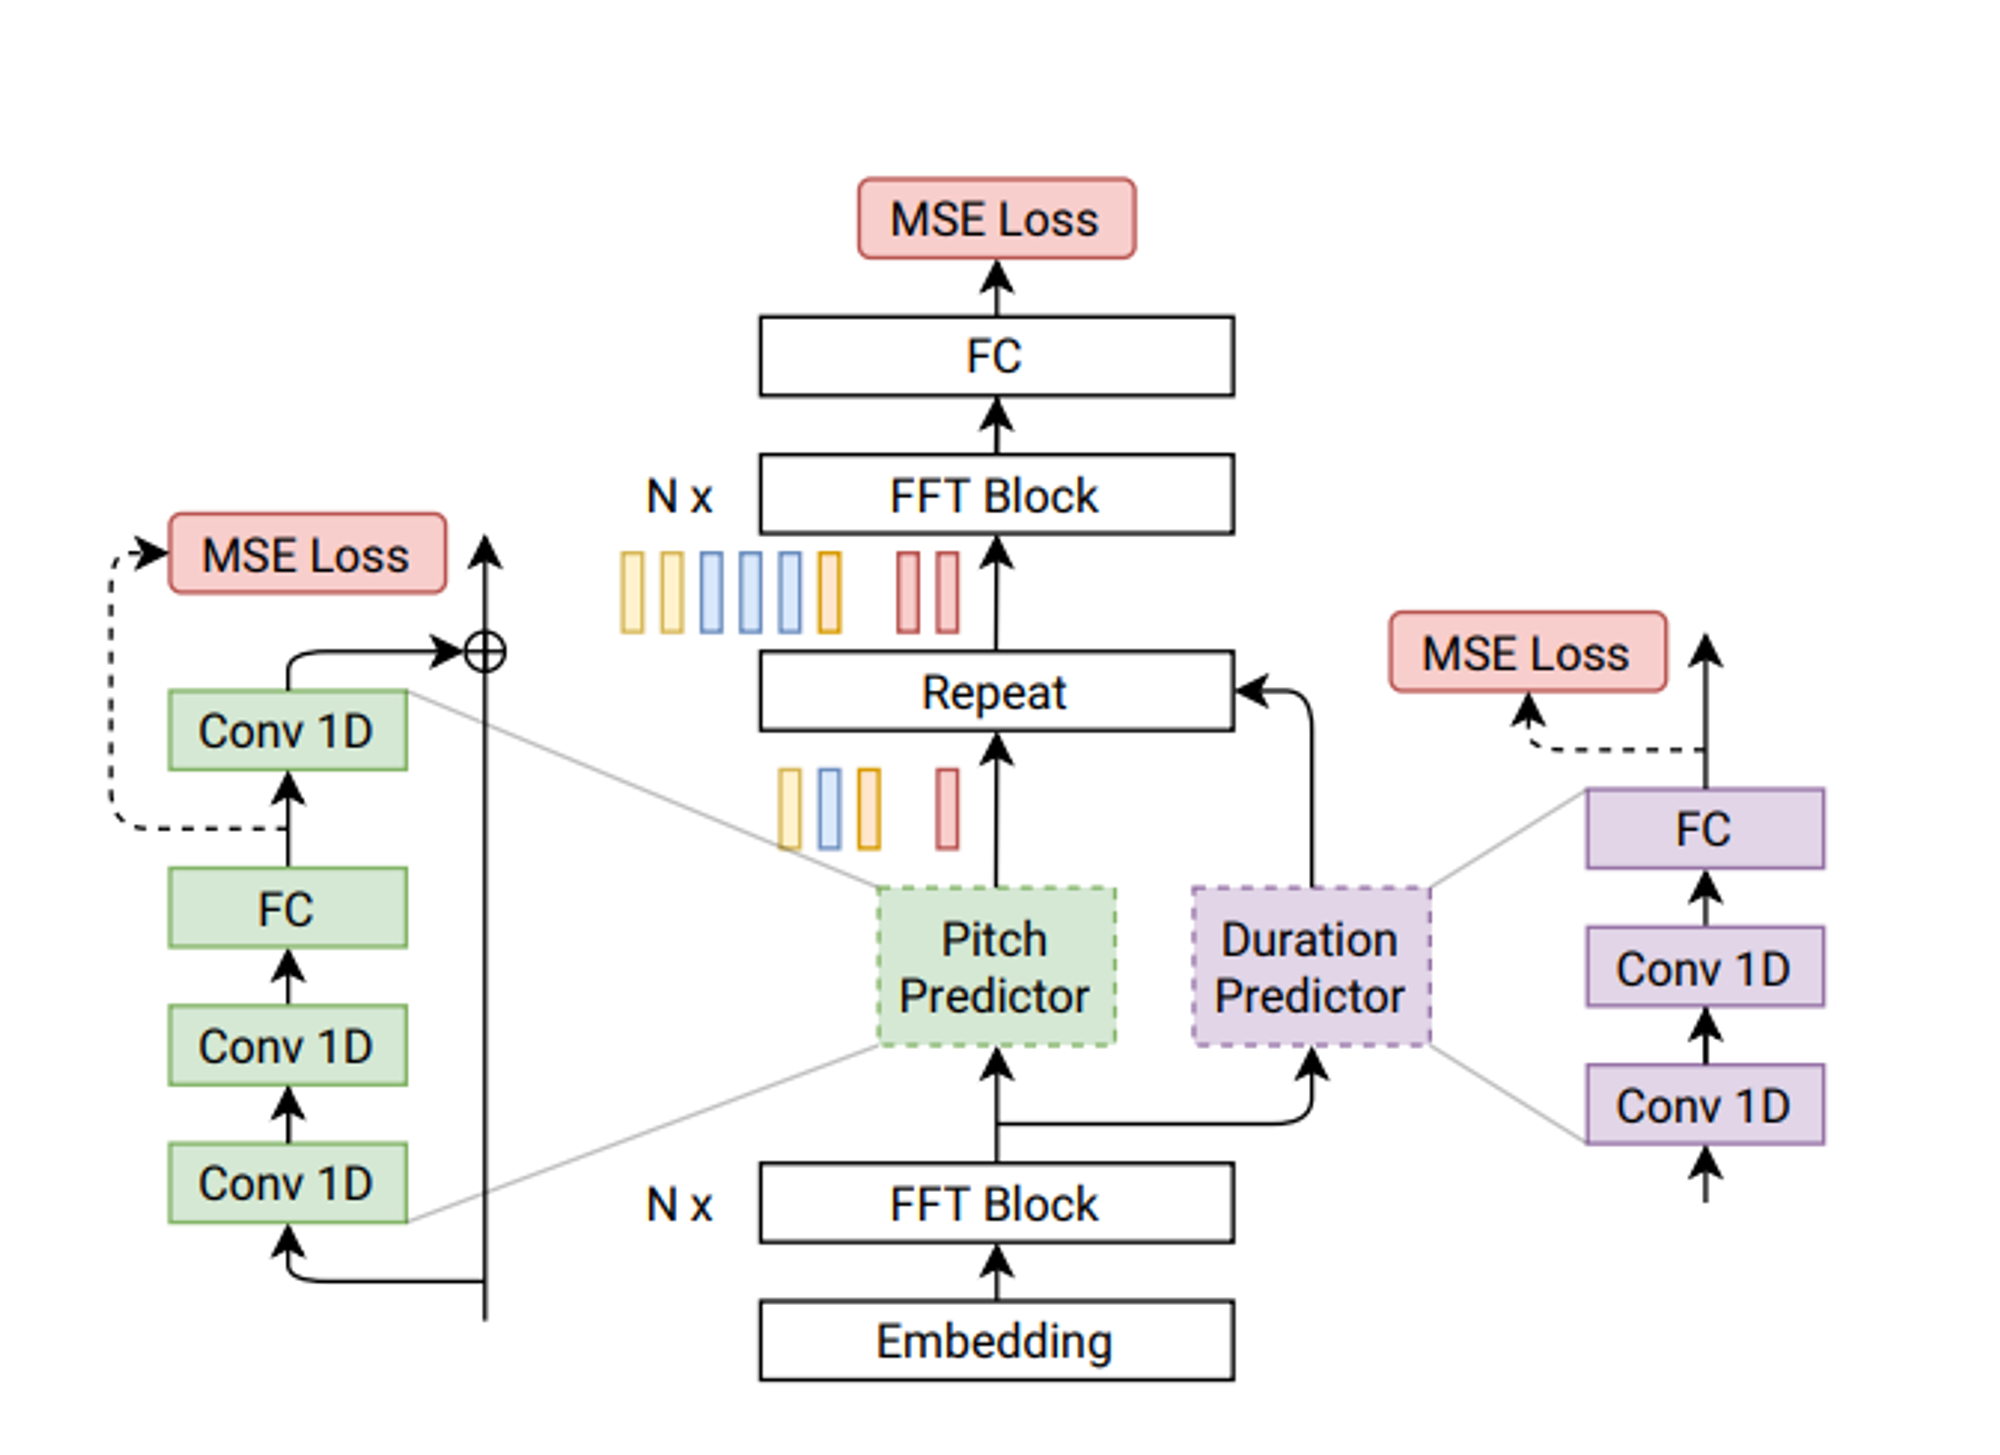 MSE Loss
FC
N x
FFT Block
MSE Loss
MSE Loss
Repeat
Conv 1D
FC
FC
Pitch
Predictor
Duration
Predictor
Conv 1D
Conv 1D
Conv 1D
Conv 1D
N x
FFT Block
Embedding